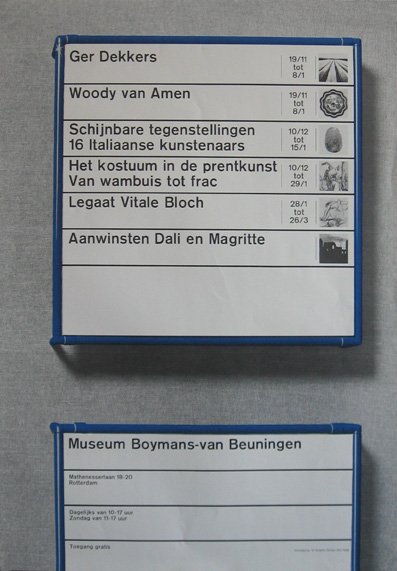 Ger Dekkers
19/11
tot
8/1
Woody van Amen
19/11
tot
8/1
Schijnbare tegenstellingen
16 Italiaanse kunstenaars
10/12
tot
15/1
Het kostuum in de prentkunst
Van wambuis tot frac
10/12
tot
29/1
Legaat Vitale Bloch
28/1
tot
26/3
Aanwinsten Dali en Magritte
Museum Boymans-van Beuningen
Mathenesserlaan 18-20
Rotterdam
Dagelijks van 10-17 uur
Zondag van 11-17 uur
Toegang gratis